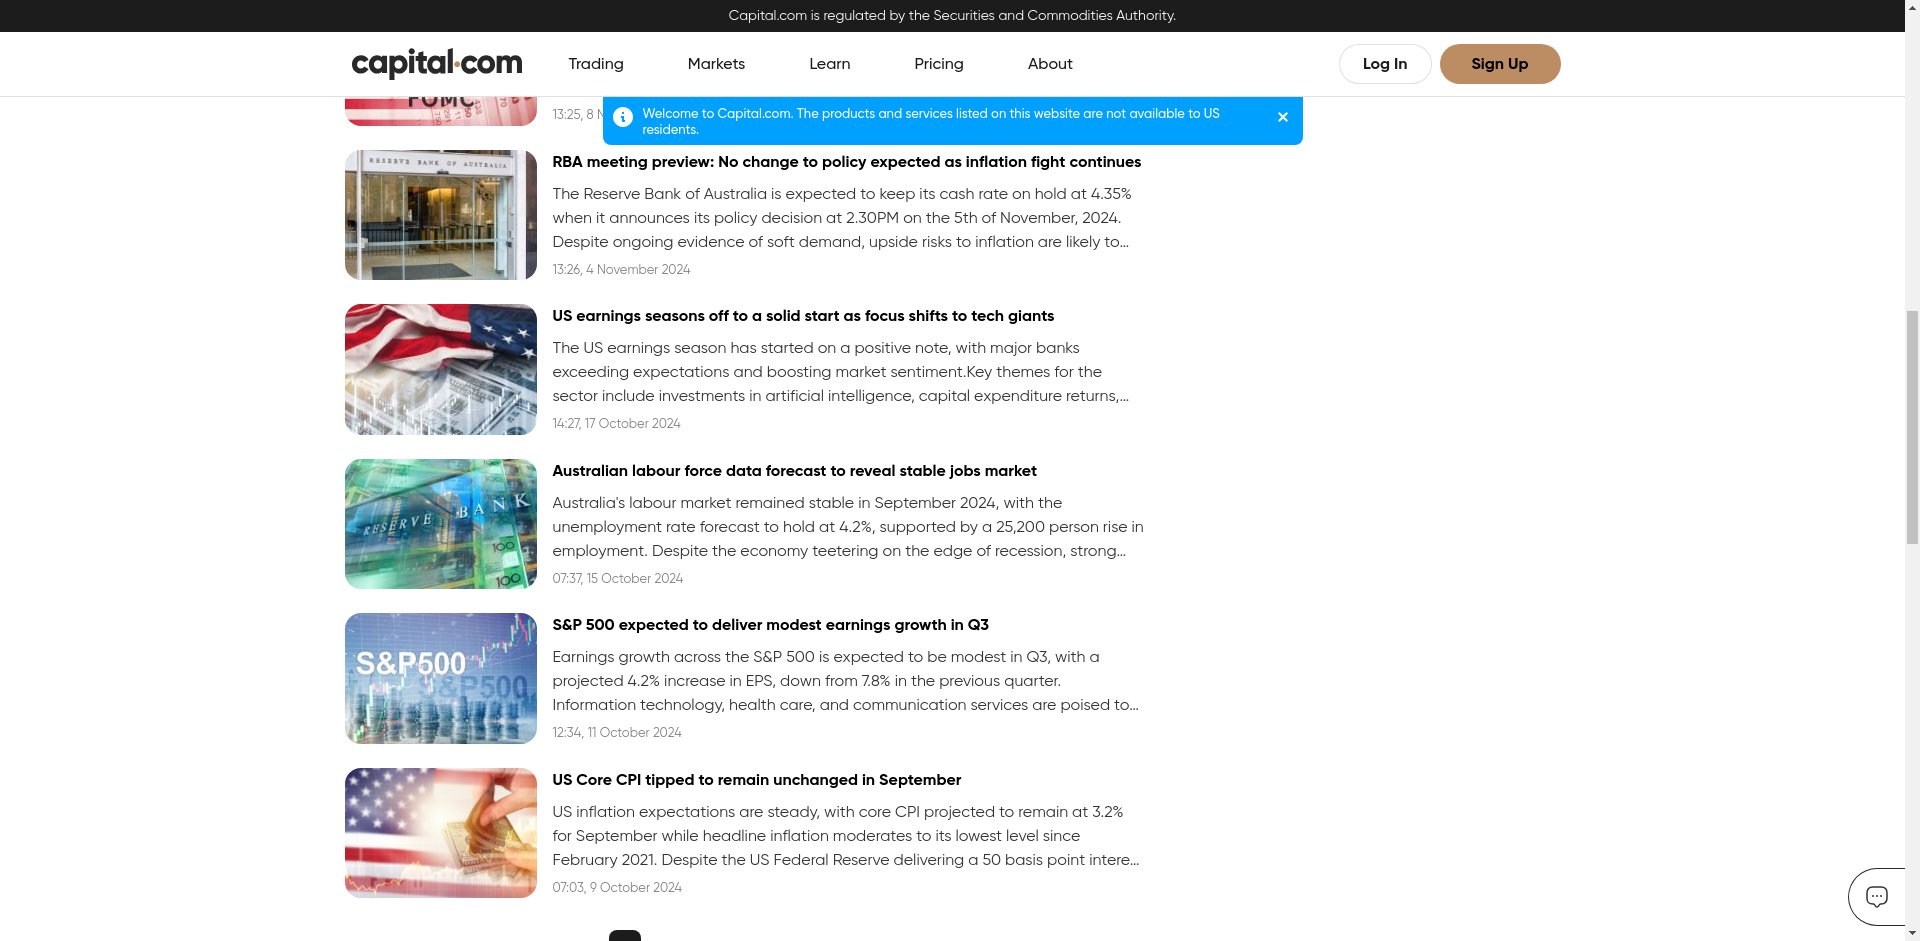 Capital.com is regulated by the Securities and Commodities Authority.
capital.com
Trading
Markets
Learn
Pricing
About
Log In
Sign Up
FOMC
13:25, 8 N
Welcome to Capital.com. The products and services listed on this website are not available to US
residents.
RESERVE BANK OF AUSTRALIA
RBA meeting preview: No change to policy expected as inflation fight continues
The Reserve Bank of Australia is expected to keep its cash rate on hold at 4.35%
when it announces its policy decision at 2.30PM on the 5th of November, 2024.
Despite ongoing evidence of soft demand, upside risks to inflation are likely to...
13:26, 4 November 2024
US earnings seasons off to a solid start as focus shifts to tech giants
The US earnings season has started on a positive note, with major banks
exceeding expectations and boosting market sentiment.Key themes for the
sector include investments in artificial intelligence, capital expenditure returns,...
14:27, 17 October 2024
RESERVE BANK
100
100
Australian labour force data forecast to reveal stable jobs market
Australia's labour market remained stable in September 2024, with the
unemployment rate forecast to hold at 4.2%, supported by a 25,200 person rise in
employment. Despite the economy teetering on the edge of recession, strong...
07:37, 15 October 2024
S&P500
S&P500
S&P 500 expected to deliver modest earnings growth in Q3
Earnings growth across the S&P 500 is expected to be modest in Q3, with a
projected 4.2% increase in EPS, down from 7.8% in the previous quarter.
Information technology, health care, and communication services are poised to...
12:34, 11 October 2024
US Core CPI tipped to remain unchanged in September
US inflation expectations are steady, with core CPI projected to remain at 3.2%
for September while headline inflation moderates to its lowest level since
February 2021. Despite the US Federal Reserve delivering a 50 basis point intere...
07:03, 9 October 2024